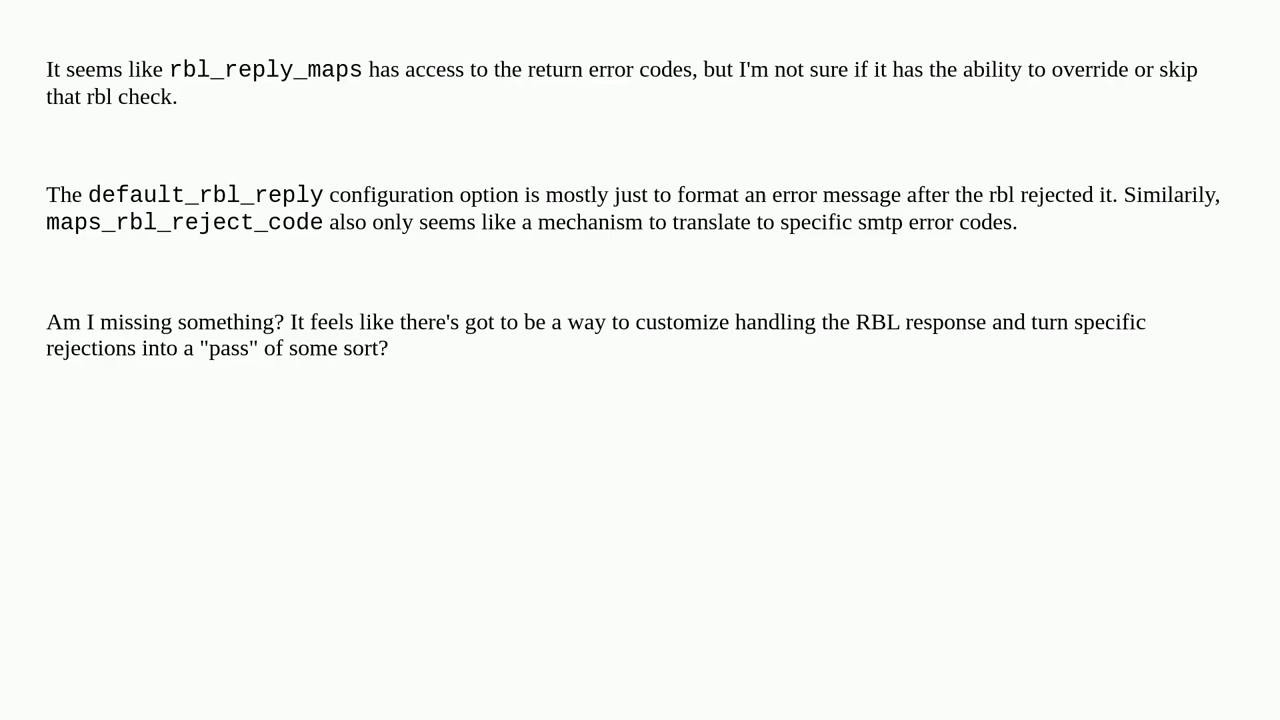 It seems like rbl_reply_maps has access to the return error codes, but I'm not sure if it has the ability to override or skip
that rbl check.
The default_rbl_reply configuration option is mostly just to format an error message after the rbl rejected it. Similarily,
maps_rbl_reject_code also only seems like a mechanism to translate to specific smtp error codes.
Am I missing something? It feels like there's got to be a way to customize handling the RBL response and turn specific
rejections into a "pass" of some sort?